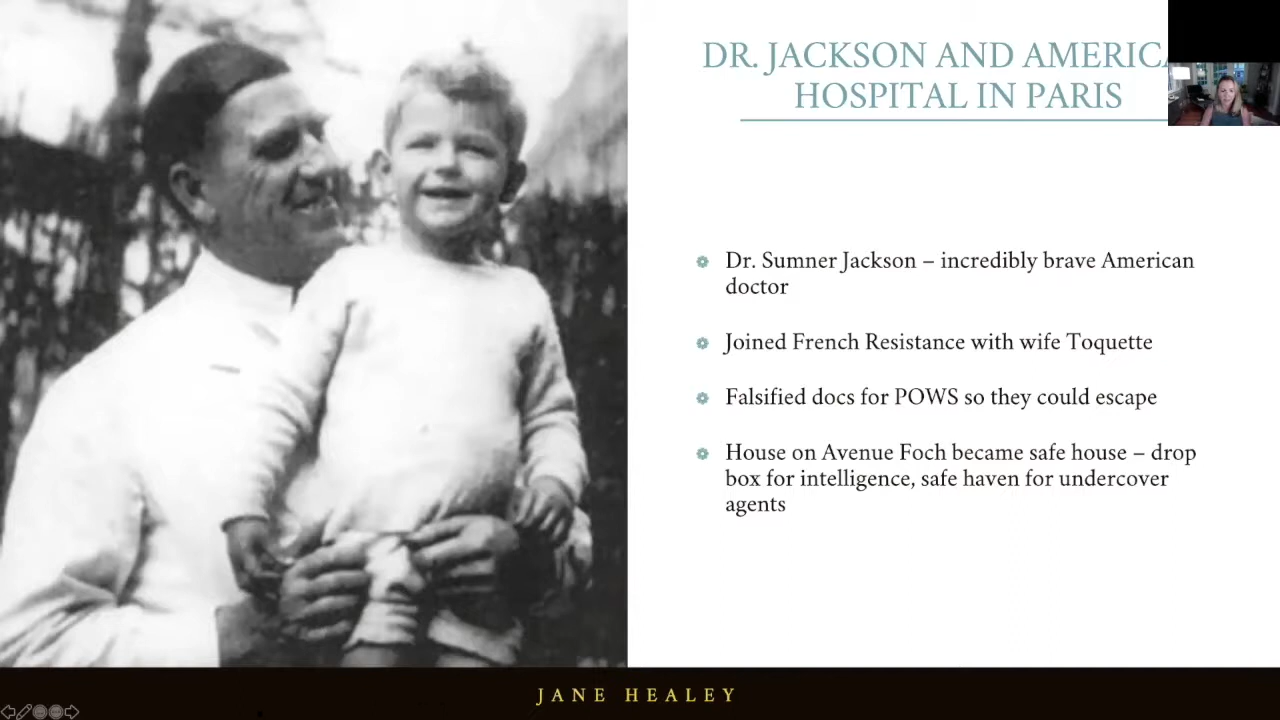 DR. JACKSON AND AMERICA
HOSPITAL IN PARIS
Dr. Sumner Jackson – incredibly brave American
doctor
Joined French Resistance with wife Toquette
Falsified docs for POWS so they could escape
House on Avenue Foch became safe house – drop
box for intelligence, safe haven for undercover
agents
JANE HEALEY